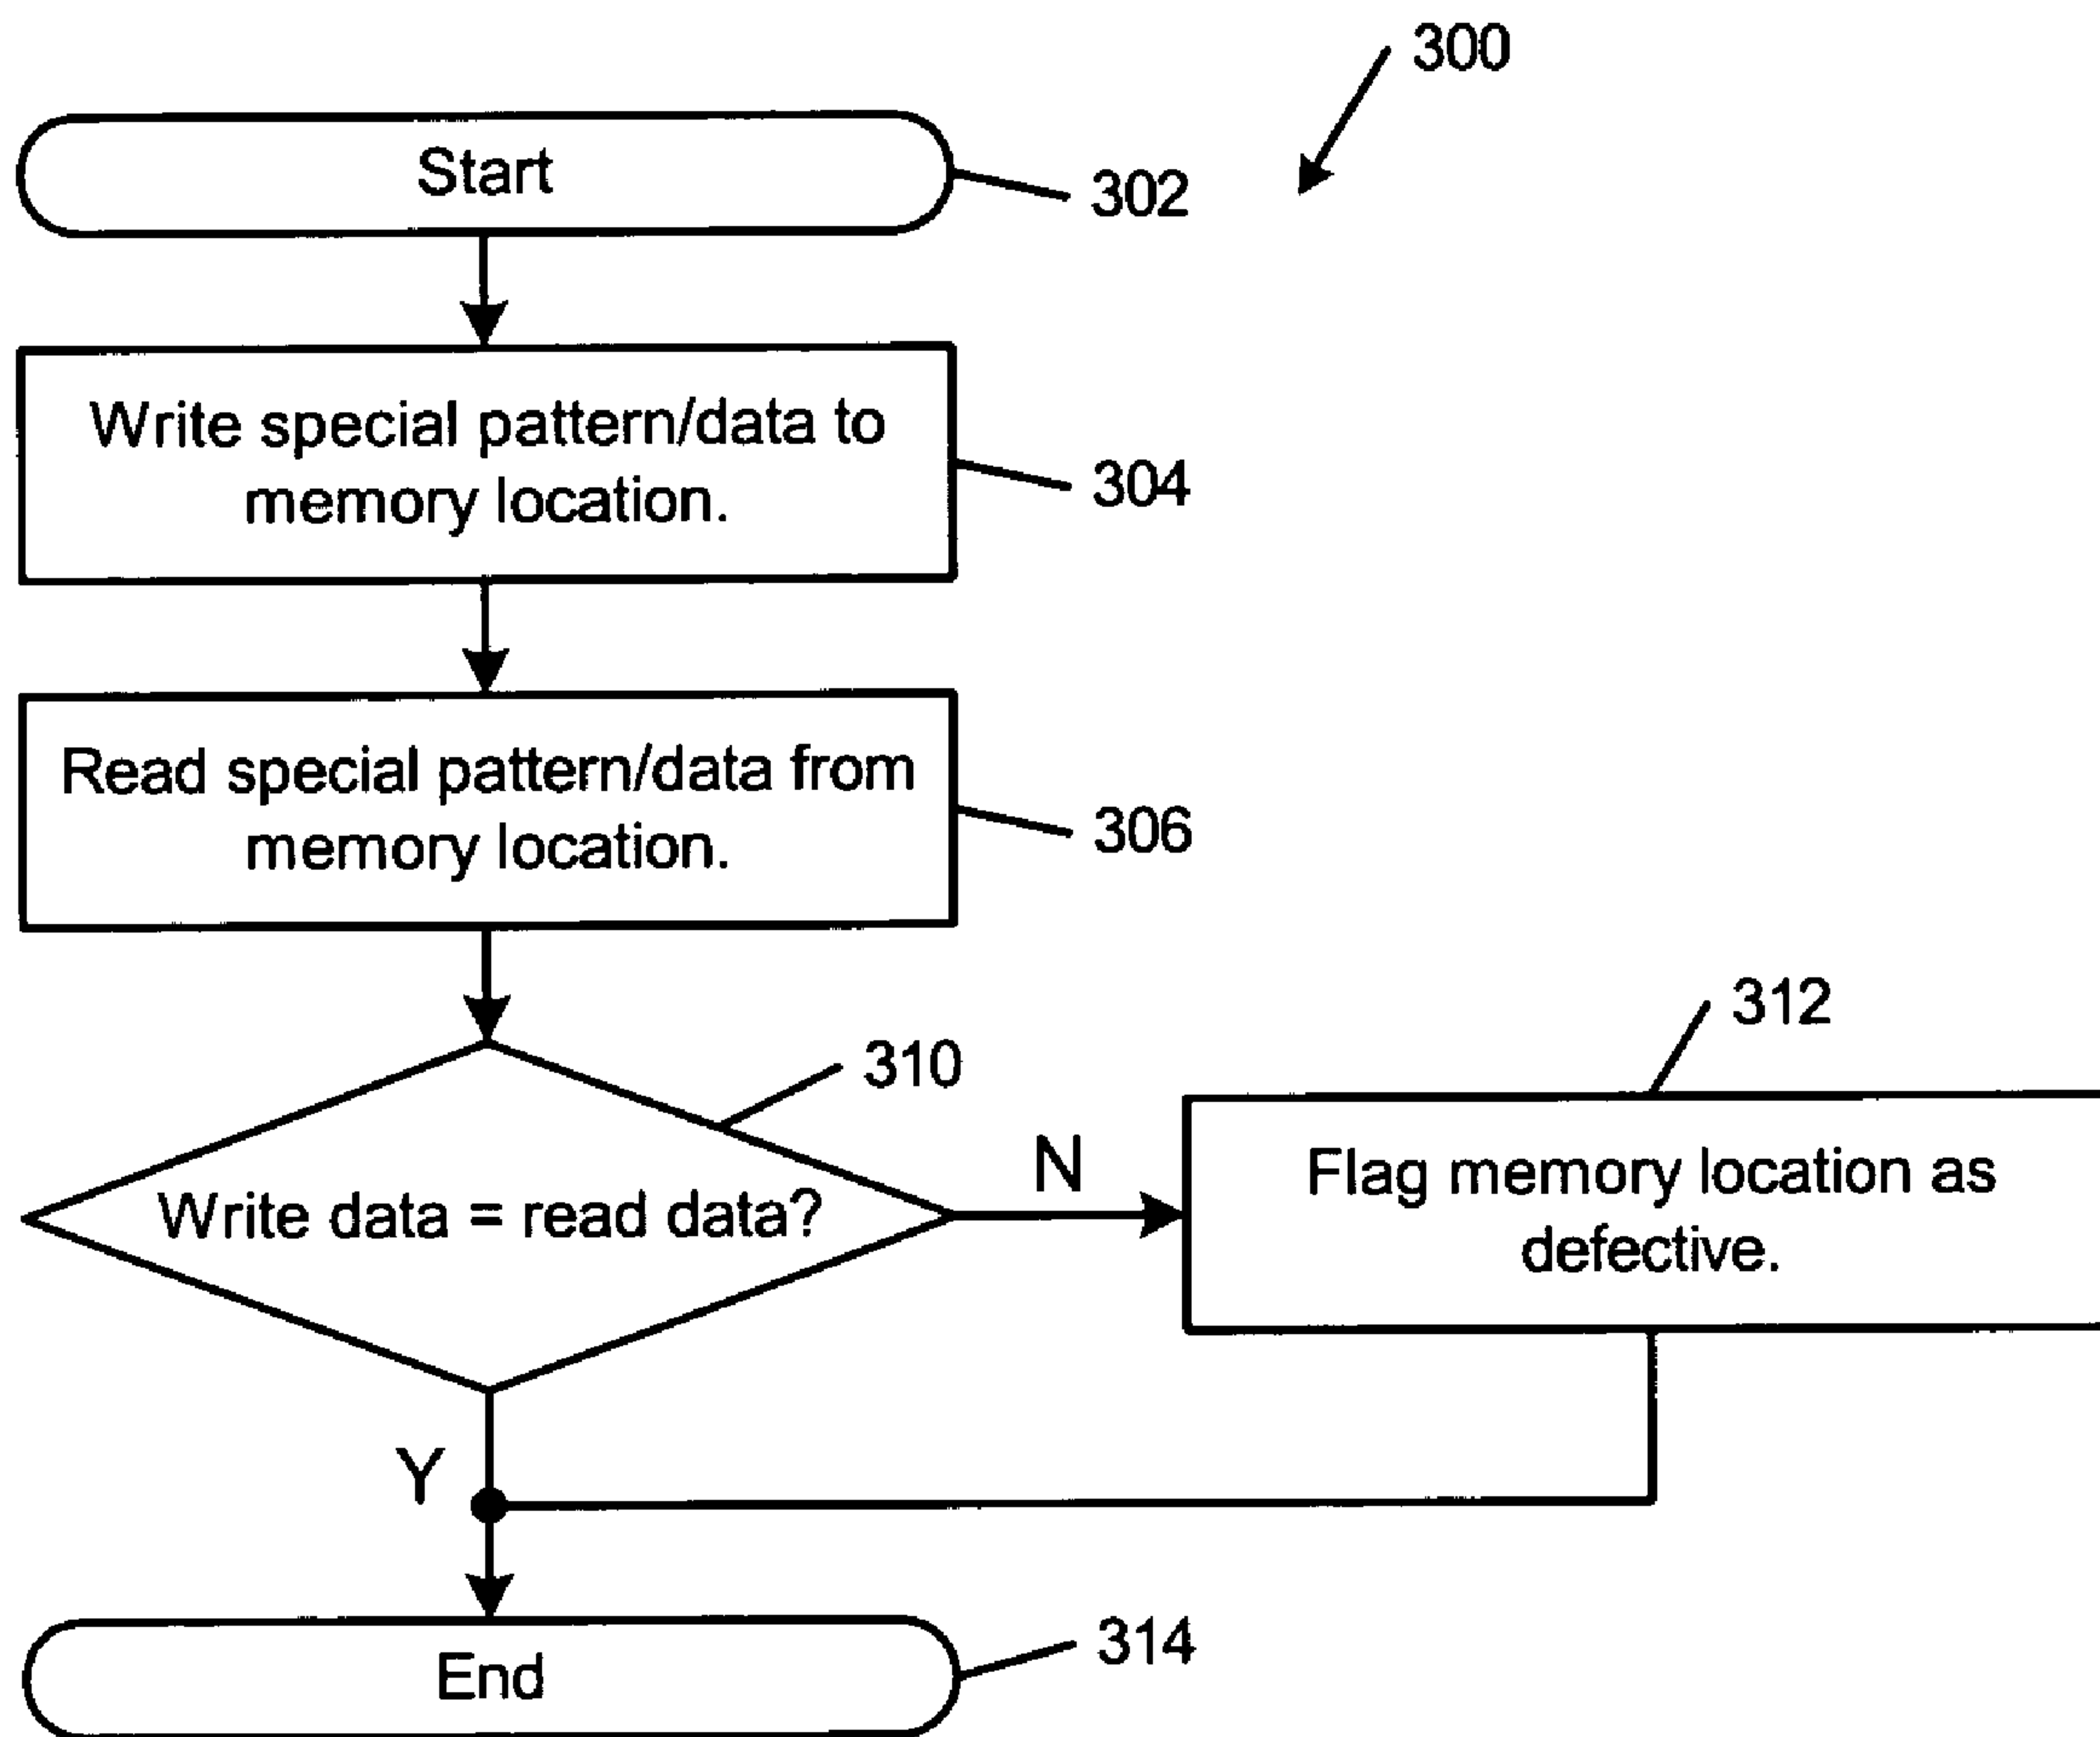 300
Start
302
Write special pattern/data to
memory location.
304
Read special pattern/data from
memory location.
306
310
312
Write data = read data?
N
Flag memory location as
defective.
Y
End
314